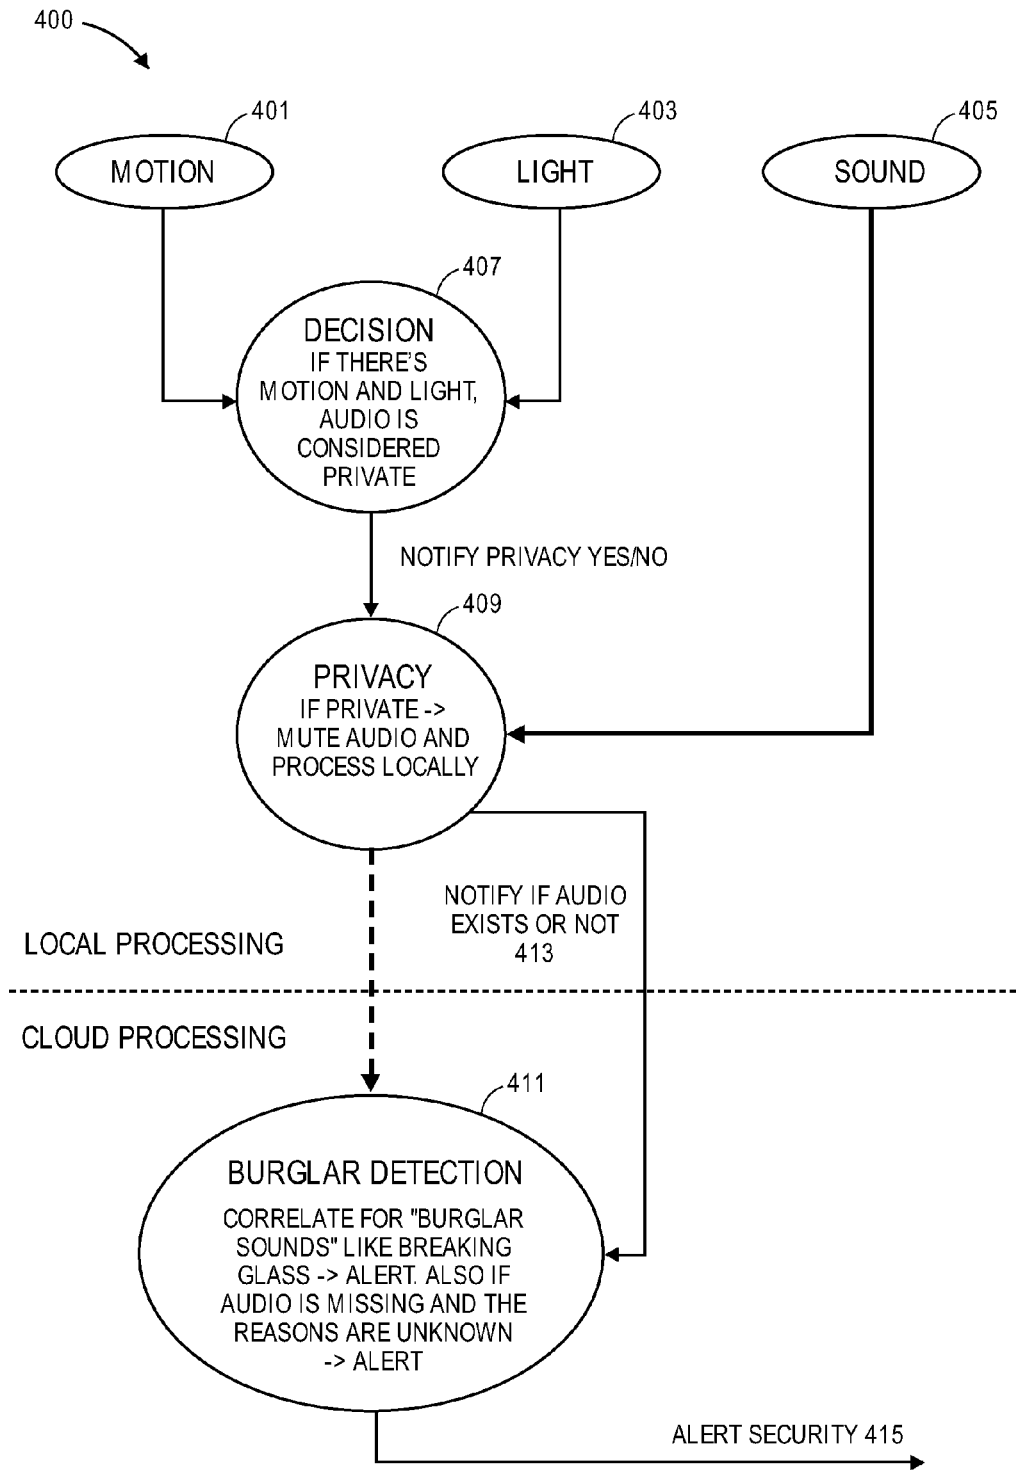 400
401
403
405
MOTION
LIGHT
SOUND
407
DECISION
IF THERE'S
MOTION AND LIGHT,
AUDIO IS
CONSIDERED
PRIVATE
NOTIFY PRIVACY YES/NO
409
PRIVACY
IF PRIVATE ->
MUTE AUDIO AND
PROCESS LOCALLY
NOTIFY IF AUDIO
EXISTS OR NOT
413
LOCAL PROCESSING
CLOUD PROCESSING
411
BURGLAR DETECTION
CORRELATE FOR "BURGLAR
SOUNDS" LIKE BREAKING
GLASS -> ALERT. ALSO IF
AUDIO IS MISSING AND THE
REASONS ARE UNKNOWN
-> ALERT
ALERT SECURITY 415